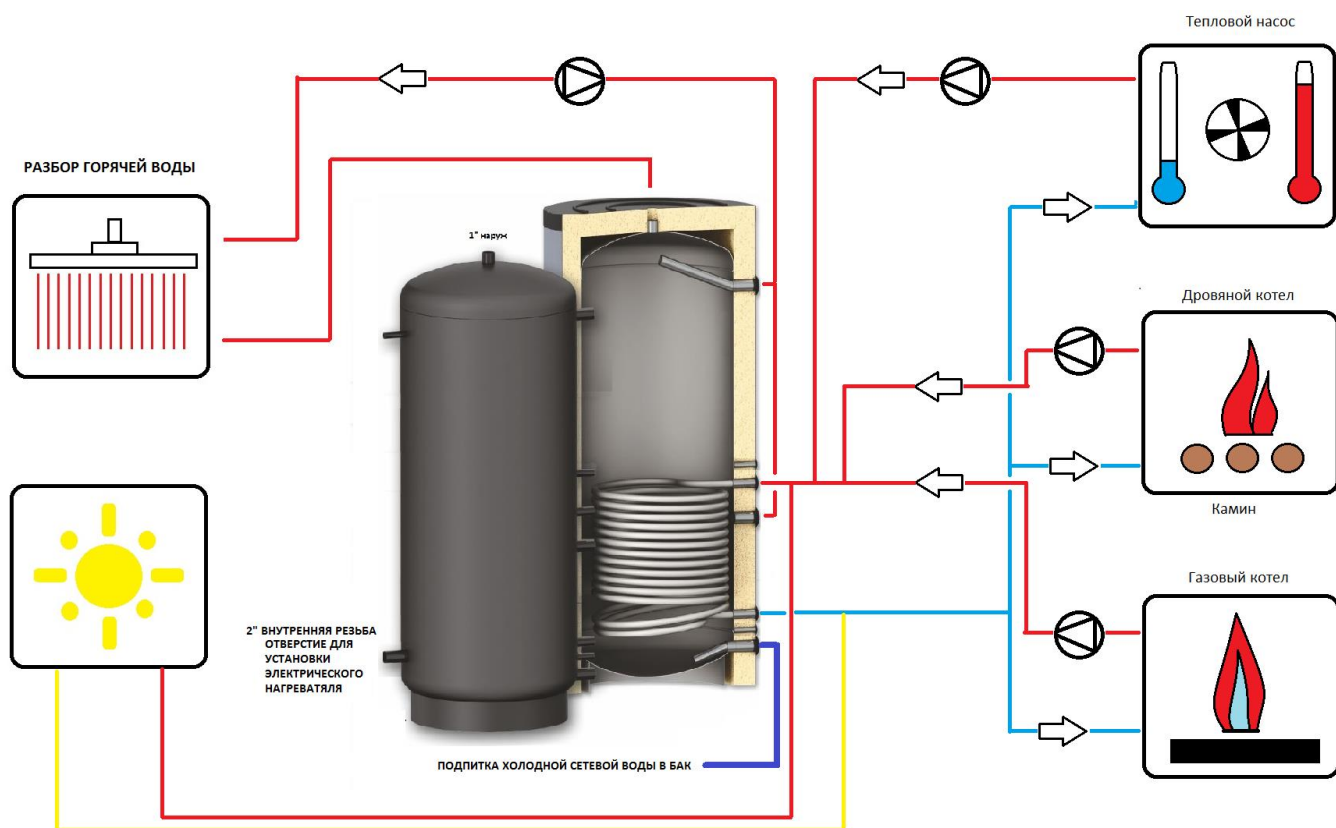 Тепловой насос
РАЗБОР ГОРЯЧЕЙ ВОДЫ
1" наруж
Дровяной котел
Камин
Газовый котел
2" ВНУТРЕННЯЯ РЕЗЬБА
ОТВЕРСТИЕ ДЛЯ
УСТАНОВКИ
ЭЛЕКТРИЧЕСКОГО
НАГРЕВАТЯЛЯ
ПОДПИТКА ХОЛОДНОЙ СЕТЕВОЙ ВОДЫ В БАК